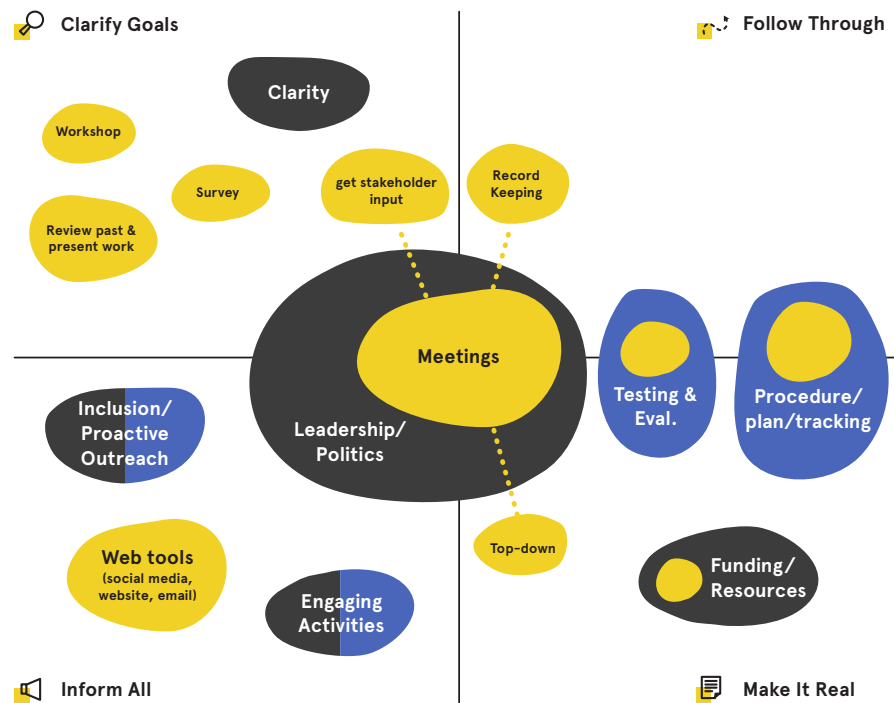 Clarify Goals
Follow Through
Clarity
Workshop
Survey
get stakeholder
input
Record
Keeping
Review past &
present work
Meetings
Leadership/
Politics
Testing &
Eval.
Procedure/
plan/tracking
Inclusion/
Proactive
Outreach
Web tools
(social media,
website, email)
Engaging
Activities
Top-down
Funding/
Resources
Inform All
Make It Real